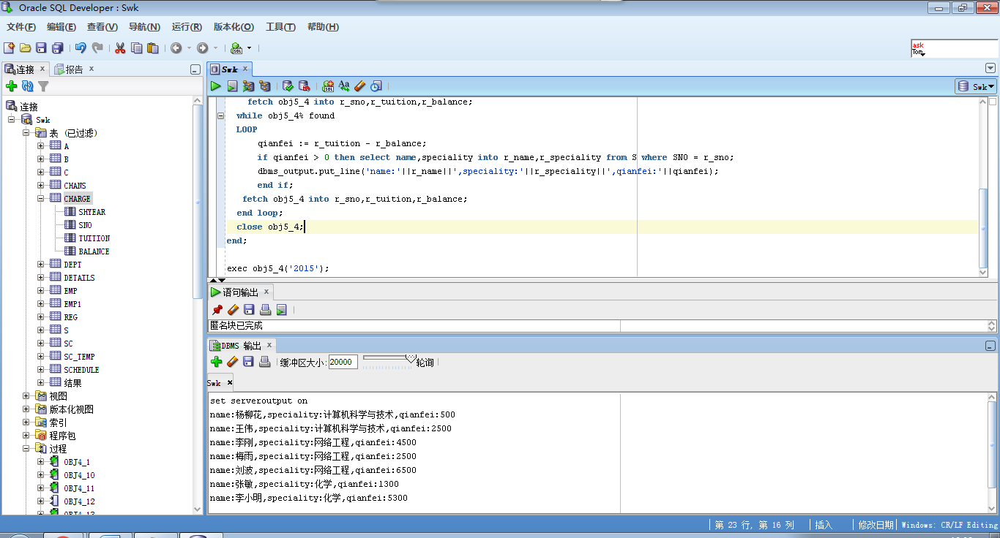 Oracle SQL Developer : Swk
文件(F) 编辑(E) 查看(V) 导航(N) 运行(R) 版本化(O) 工具(T) 帮助(H)
ask
Tom
连接 x 报告 x
Swk x
Swk
连接
Swk
表 (已过滤)
A
B
C
CHANS
CHARGE
SHYEAR
SNO
TUITION
BALANCE
DEPT
DETAILS
EMP
EMP1
REG
S
SC
SC_TEMP
SCHEDULE
结果
视图
版本化视图
索引
程序包
过程
OBJ4_1
OBJ4_10
OBJ4_11
OBJ4_12
OBJ4_13
fetch obj5_4 into r_sno,r_tuition,r_balance;
while obj5_4% found
LOOP
qianfei := r_tuition - r_balance;
if qianfei > 0 then select name,speciality into r_name,r_speciality from S where SNO = r_sno;
dbms_output.put_line('name:'||r_name||',speciality:'||r_speciality||',qianfei:'||qianfei);
end if;
fetch obj5_4 into r_sno,r_tuition,r_balance;
end loop;
close obj5_4;
end;
exec obj5_4('2015');
语句输出 x
匿名块已完成
DBMS 输出 x
缓冲区大小: 20000 轮询
Swk x
set serveroutput on
name:杨柳花,speciality:计算机科学与技术,qianfei:500
name:王伟,speciality:计算机科学与技术,qianfei:2500
name:李刚,speciality:网络工程,qianfei:4500
name:梅雨,speciality:网络工程,qianfei:2500
name:刘波,speciality:网络工程,qianfei:6500
name:张敏,speciality:化学,qianfei:1300
name:李小明,speciality:化学,qianfei:5300
第 23 行, 第 16 列 插入 修改日期 Windows: CR/LF Editing